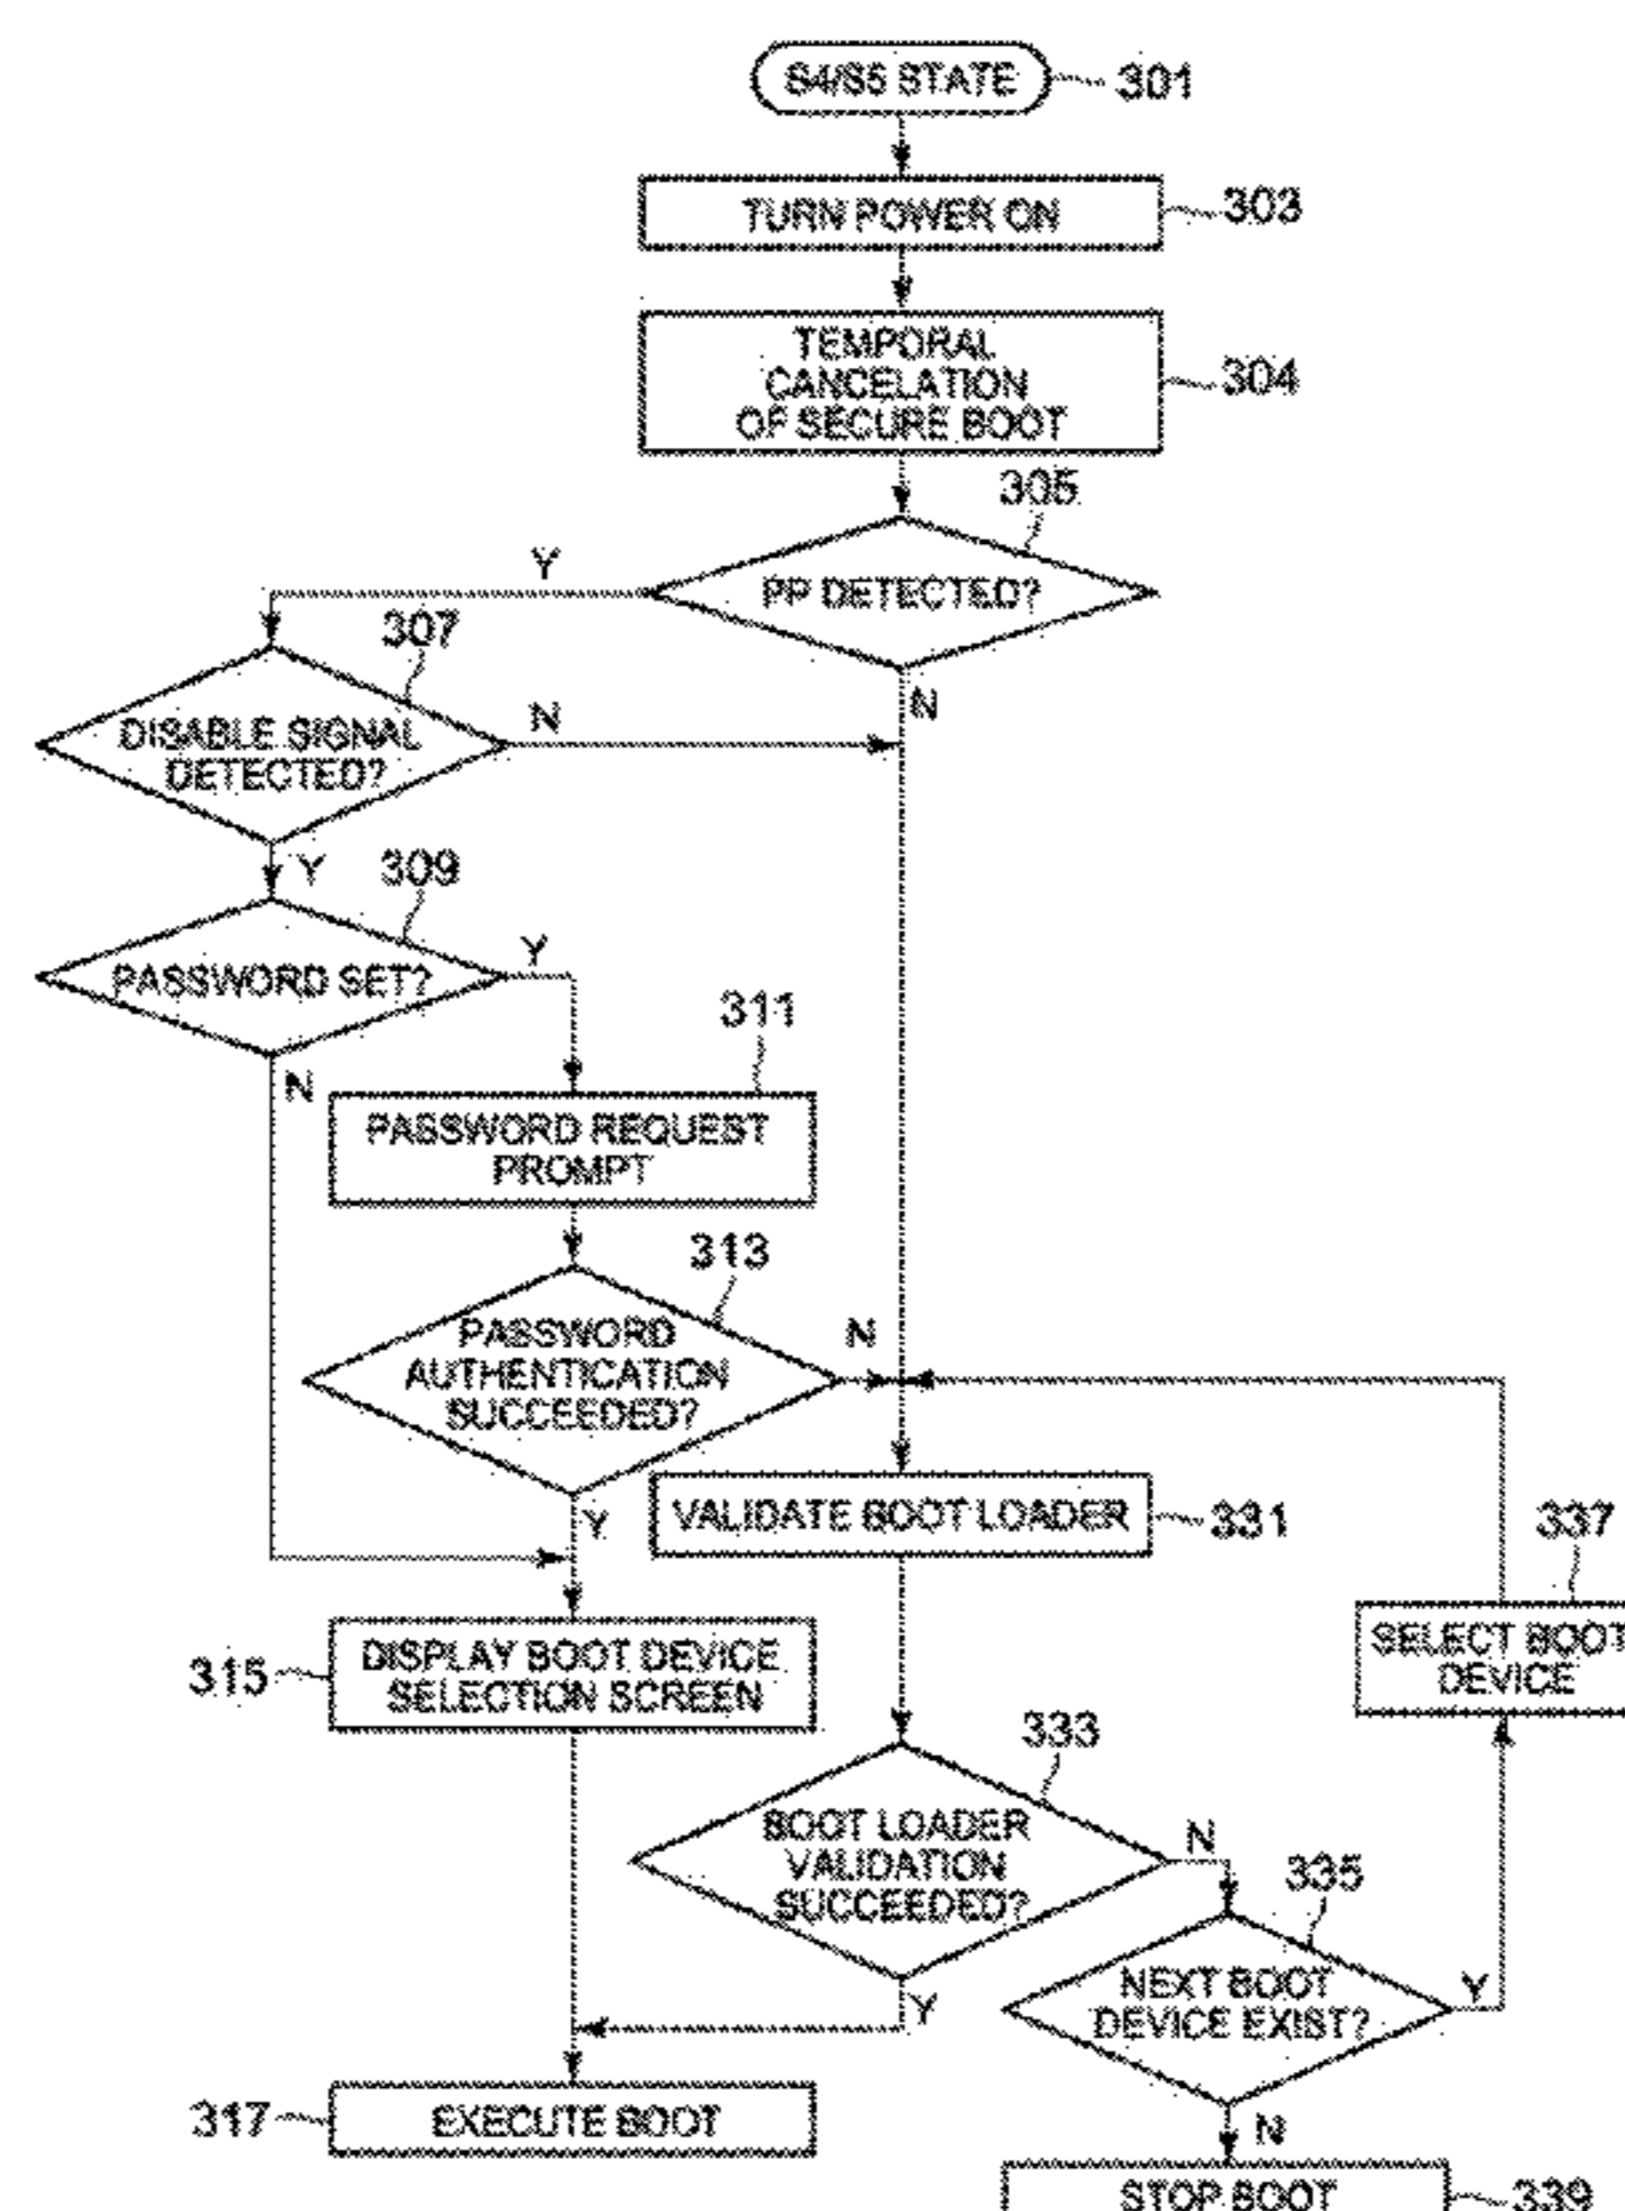 S4/S5 STATE
301
TURN POWER ON
303
TEMPORAL
CANCELATION
OF SECURE BOOT
304
305
PP DETECTED?
Y
N
307
DISABLE SIGNAL
DETECTED?
N
Y
309
PASSWORD SET?
Y
N
311
PASSWORD REQUEST
PROMPT
313
PASSWORD
AUTHENTICATION
SUCCEEDED?
N
Y
VALIDATE BOOT LOADER
331
337
SELECT BOOT
DEVICE
315
DISPLAY BOOT DEVICE
SELECTION SCREEN
333
BOOT LOADER
VALIDATION
SUCCEEDED?
N
Y
335
NEXT BOOT
DEVICE EXIST?
Y
N
317
EXECUTE BOOT
STOP BOOT
339